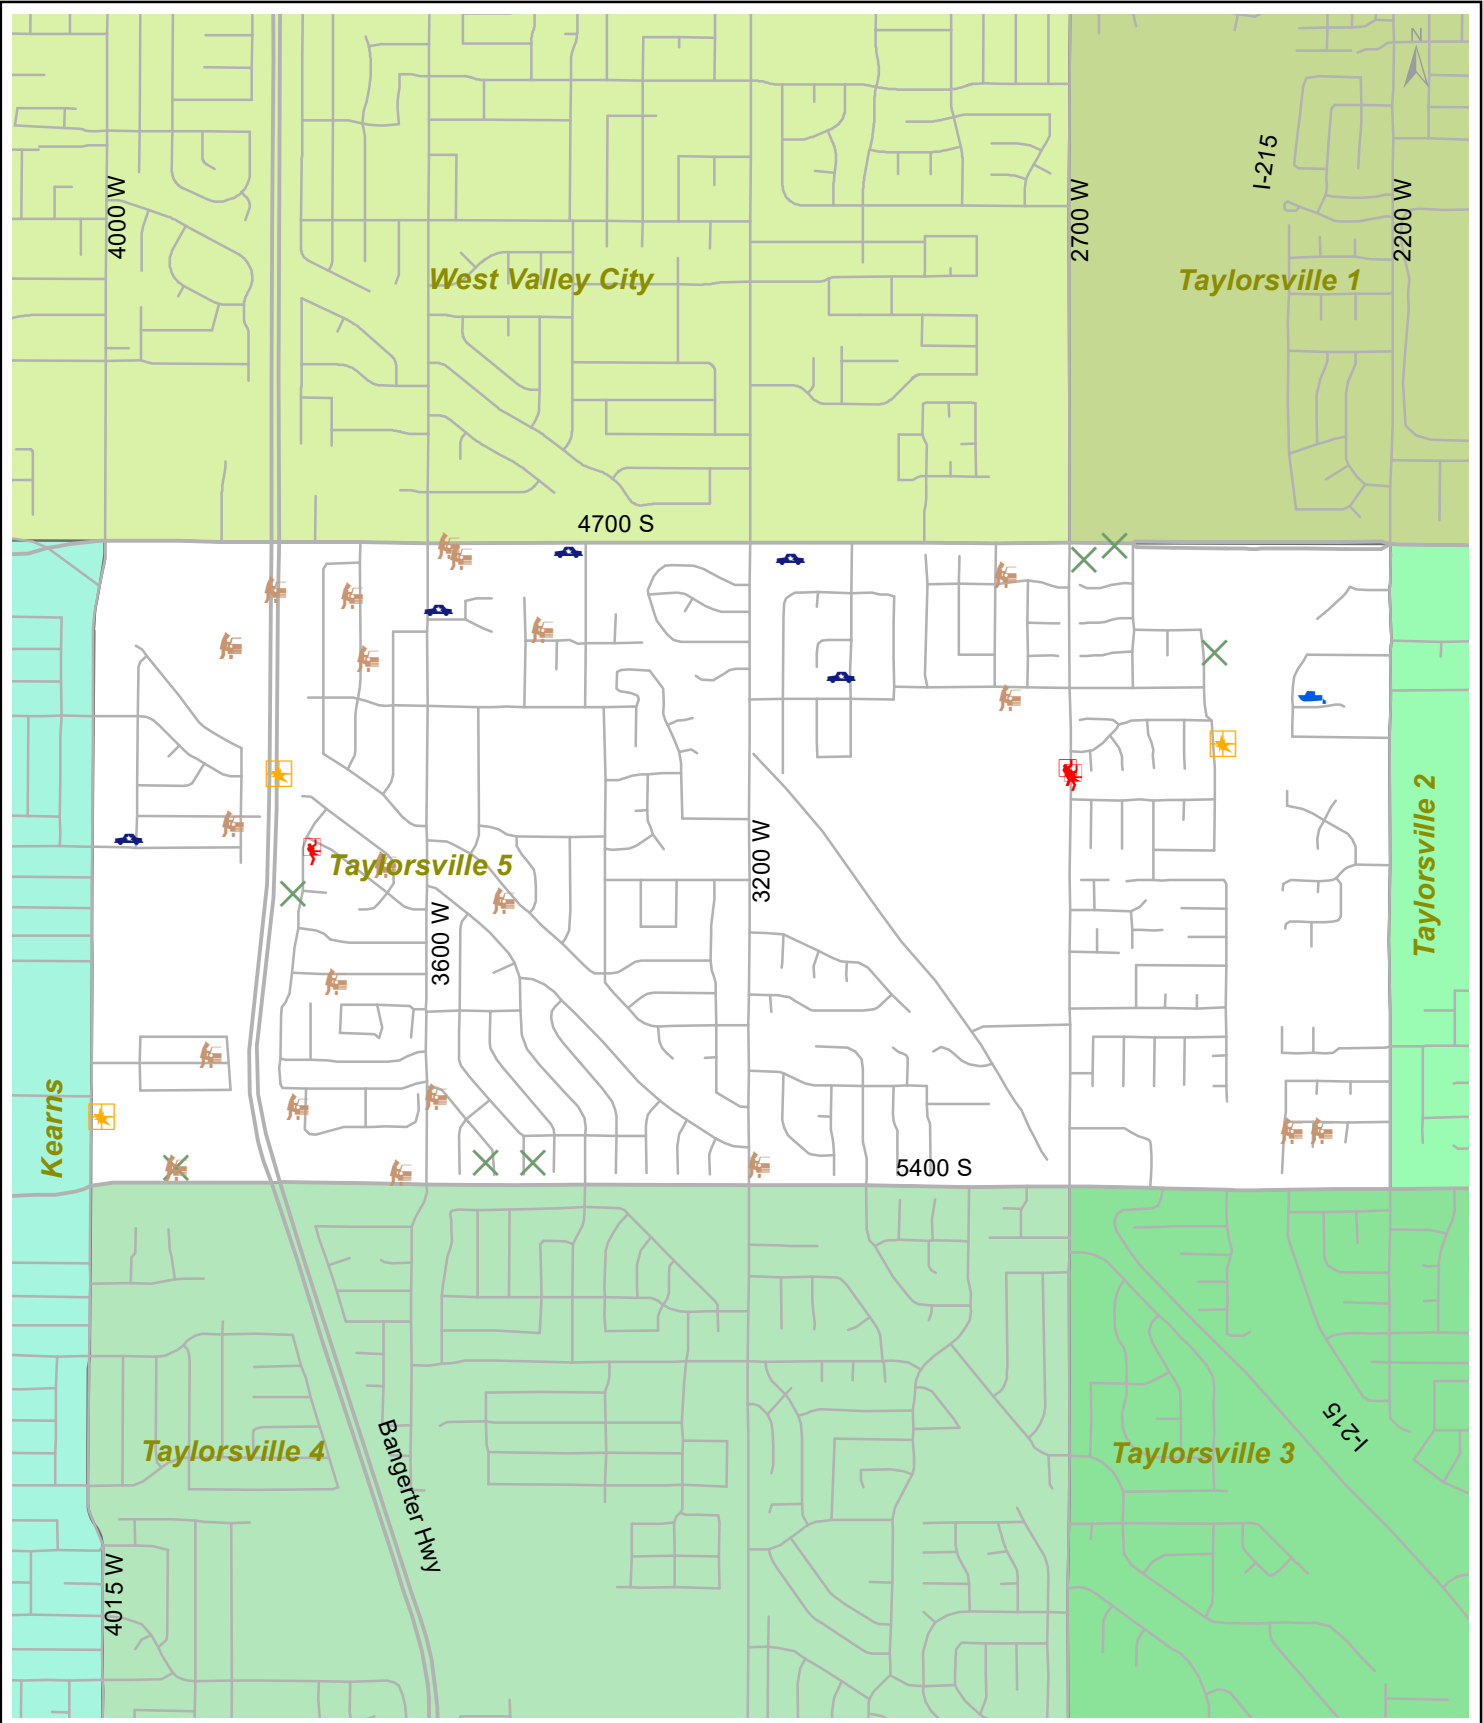 N
I-215
4000 W
2700 W
2200 W
West Valley City
Taylorsville 1
4700 S
Taylorsville 2
3200 W
Taylorsville 5
3600 W
Kearns
5400 S
Taylorsville 4
Bangerter Hwy
Taylorsville 3
I-215
4015 W